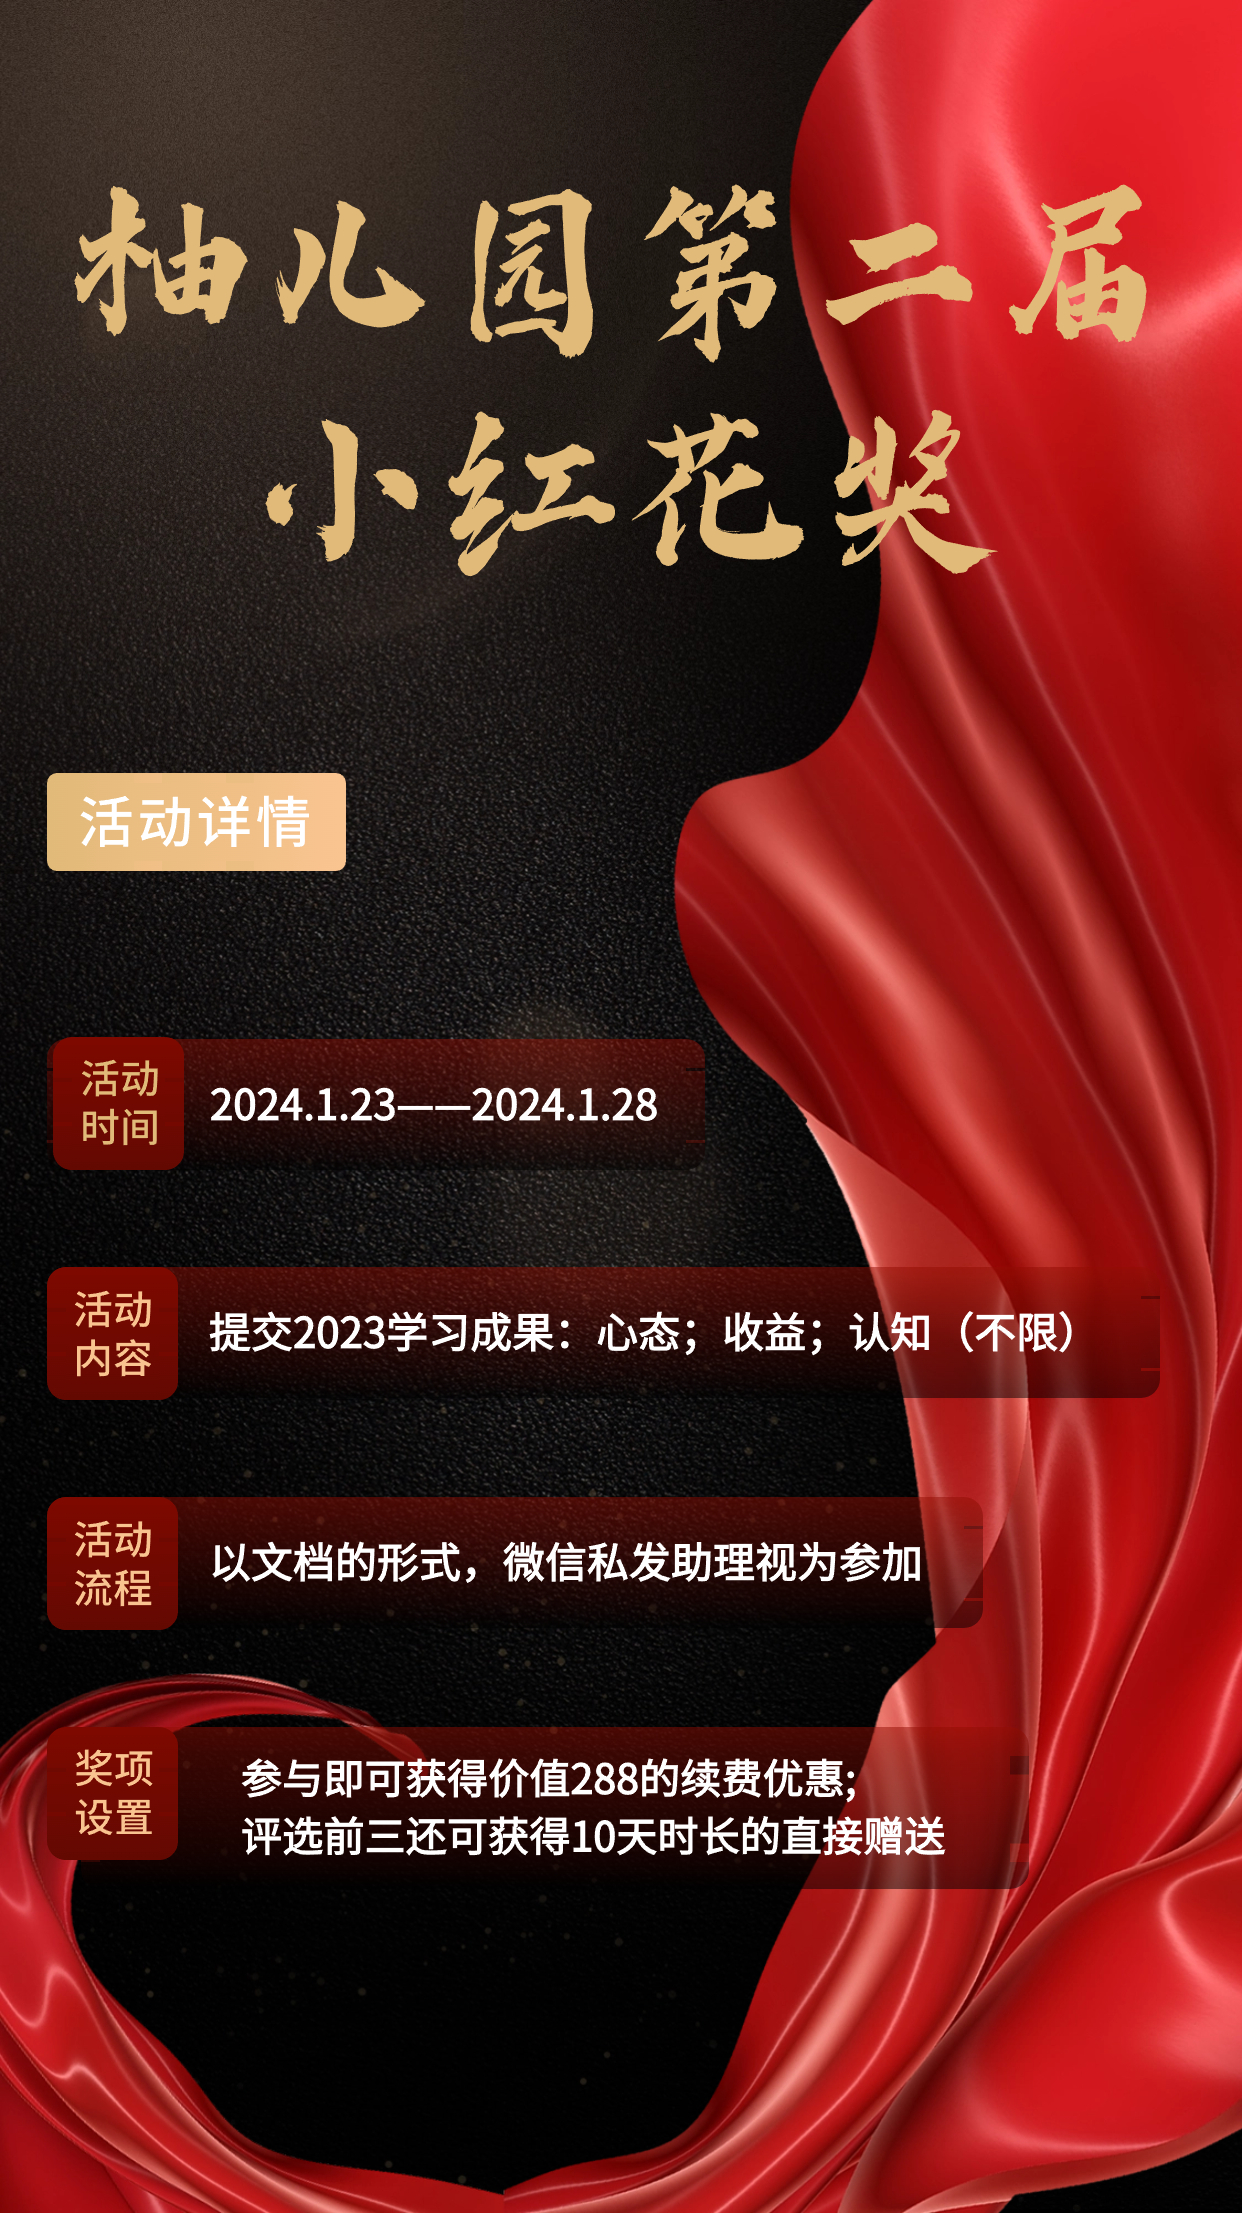 柚儿园第二届
小红花奖
活动详情
活动
时间
2024.1.23——2024.1.28
活动
内容
提交2023学习成果：心态；收益；认知（不限）
活动
流程
以文档的形式，微信私发助理视为参加
奖项
设置
参与即可获得价值288的续费优惠;
评选前三还可获得10天时长的直接赠送